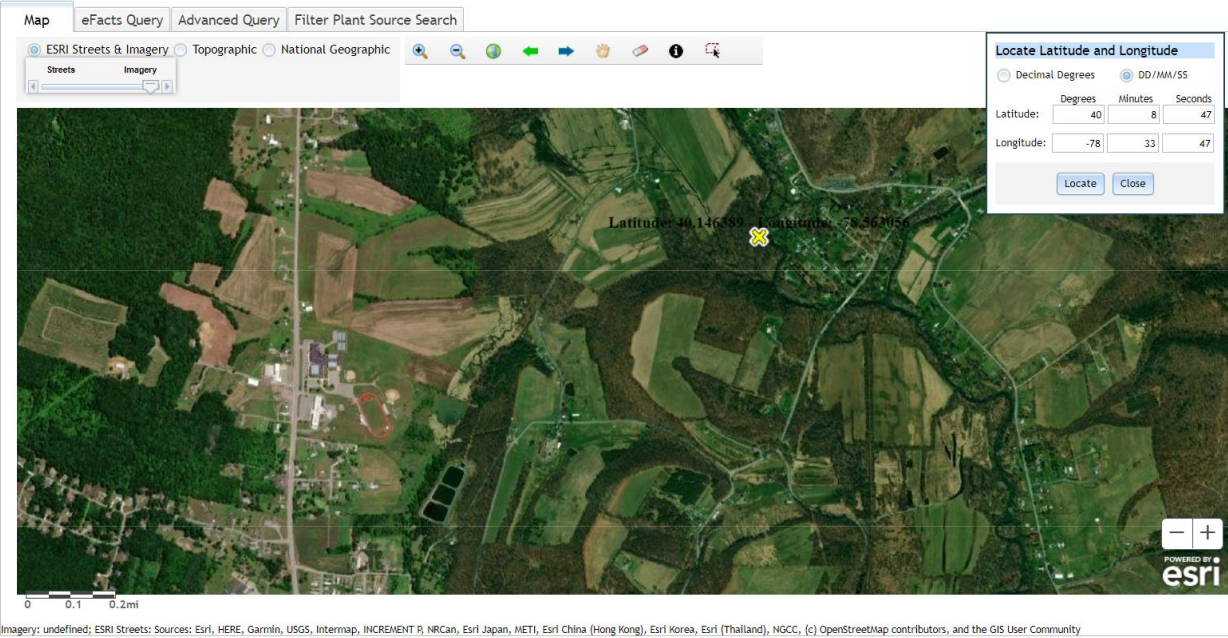 Map eFacts Query Advanced Query Filter Plant Source Search
ESRI Streets & Imagery Topographic National Geographic
Streets Imagery
Locate Latitude and Longitude
Decimal Degrees DD/MM/SS
Degrees Minutes Seconds
Latitude: 40 8 47
Longitude: -78 33 47
Locate Close
Latitude: 40.146389 Longitude: -78.563056
POWERED BY
esri
0 0.1 0.2mi
Imagery: undefined; ESRI Streets: Sources: Esri, HERE, Garmin, USGS, Intermap, INCREMENT P, NRCan, Esri Japan, METI, Esri China (Hong Kong), Esri Korea, Esri (Thailand), NGCC, (c) OpenStreetMap contributors, and the GIS User Community